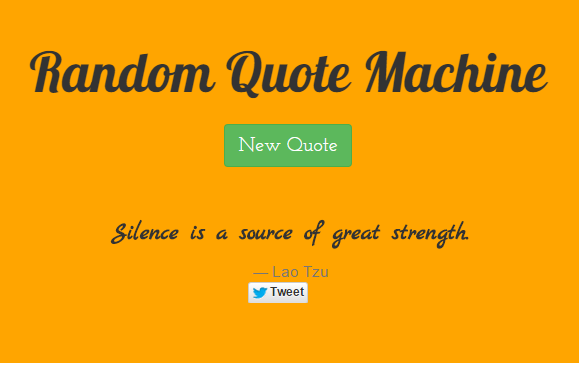 Random Quote Machine
New Quote
Silence is a source of great strength.
— Lao Tzu
Tweet